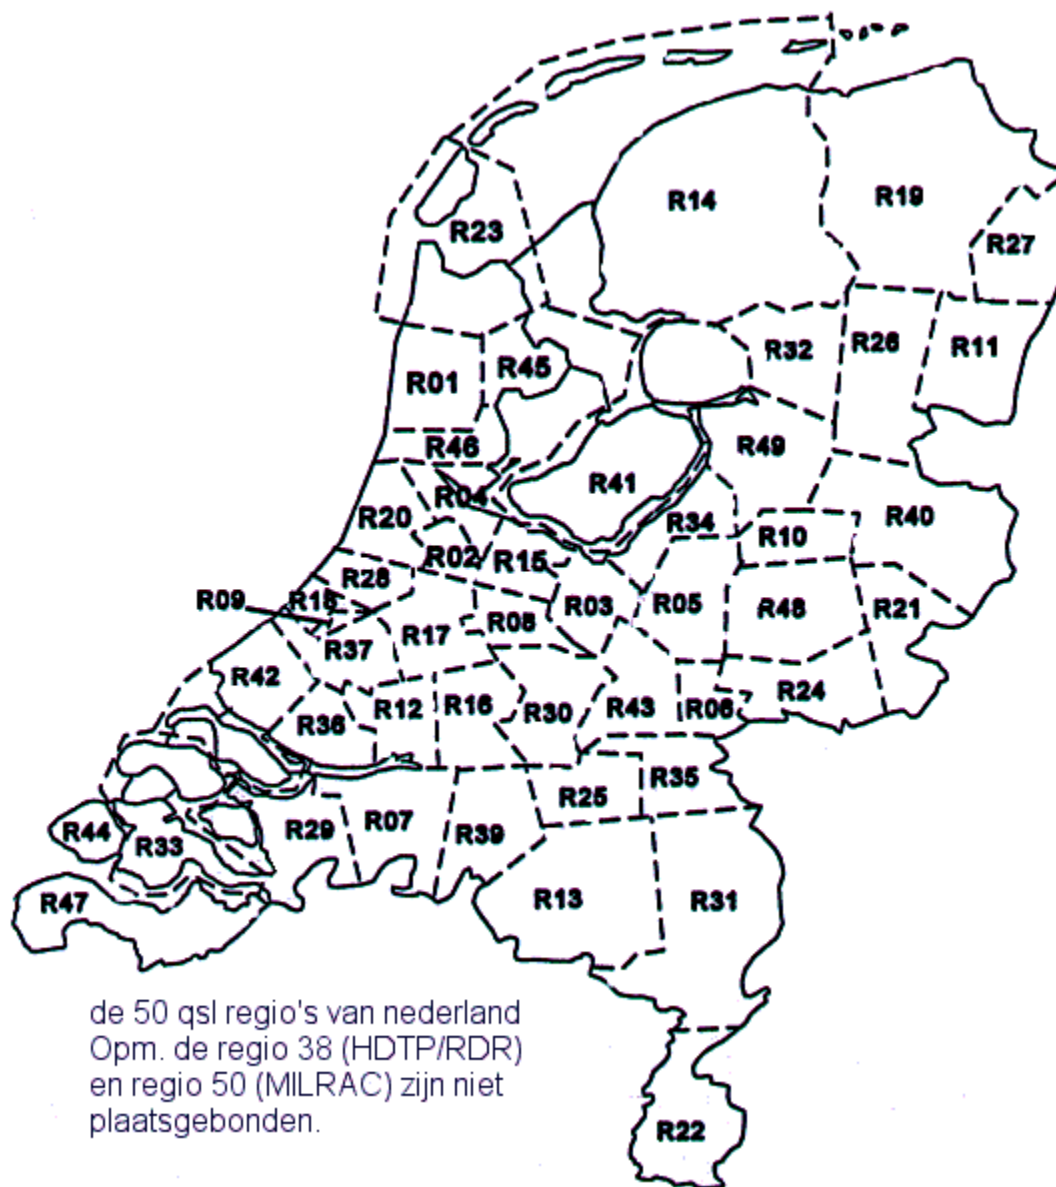 R14
R19
R23
R27
R32
R26
R11
R45
R01
R46
R49
R04
R41
R20
R34
R10
R40
R02
R15
R28
R09
R18
R03
R05
R48
R21
R08
R17
R37
R42
R36
R12
R16
R30
R43
R06
R24
R25
R35
R44
R33
R29
R07
R39
R47
R13
R31
de 50 qsl regio's van nederland
Opm. de regio 38 (HDTP/RDR)
en regio 50 (MILRAC) zijn niet
plaatsgebonden.
R22